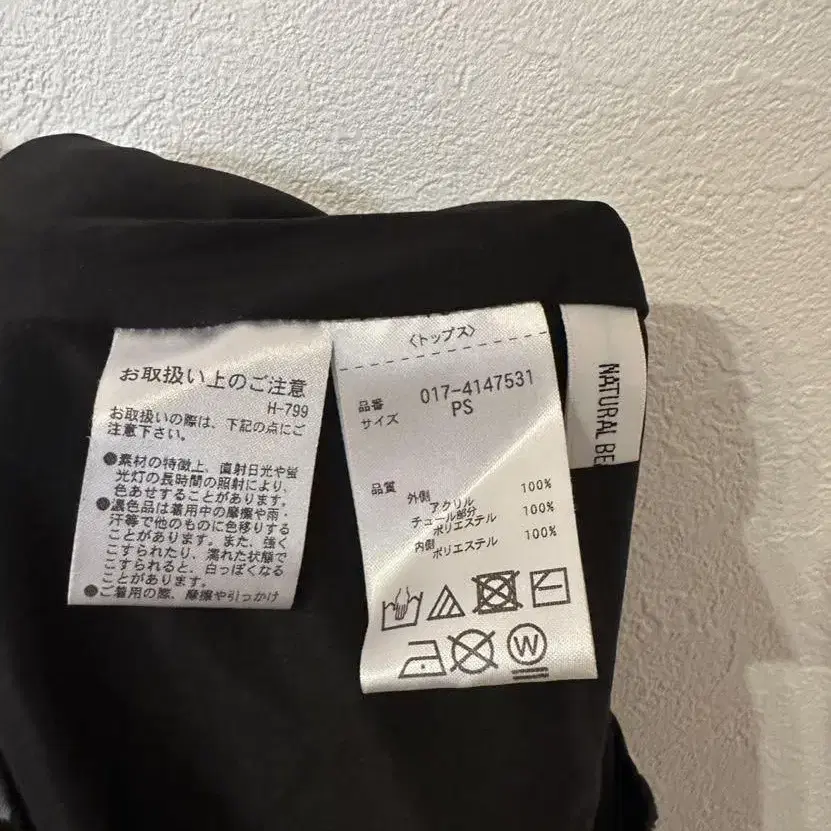 お取扱い上のご注意
H-799
お取扱いの際は、下記の点にご
注意下さい。
●素材の特徴上、直射日光や蛍
光灯の長時間の照射により、
色あせすることがあります。
●濃色品は着用中の摩擦や雨・
汗等で他のものに色移りする
ことがあります。また、強く
こすられたり、濡れた状態で
こすられると、白っぽくなる
ことがあります。
●ご着用の際、摩擦や引っかけ
〈トップス〉
品番 017-4147531
サイズ PS
品質 外側
アクリル 100%
チュール部分
ポリエステル 100%
内側
ポリエステル 100%
W
NATURAL BE